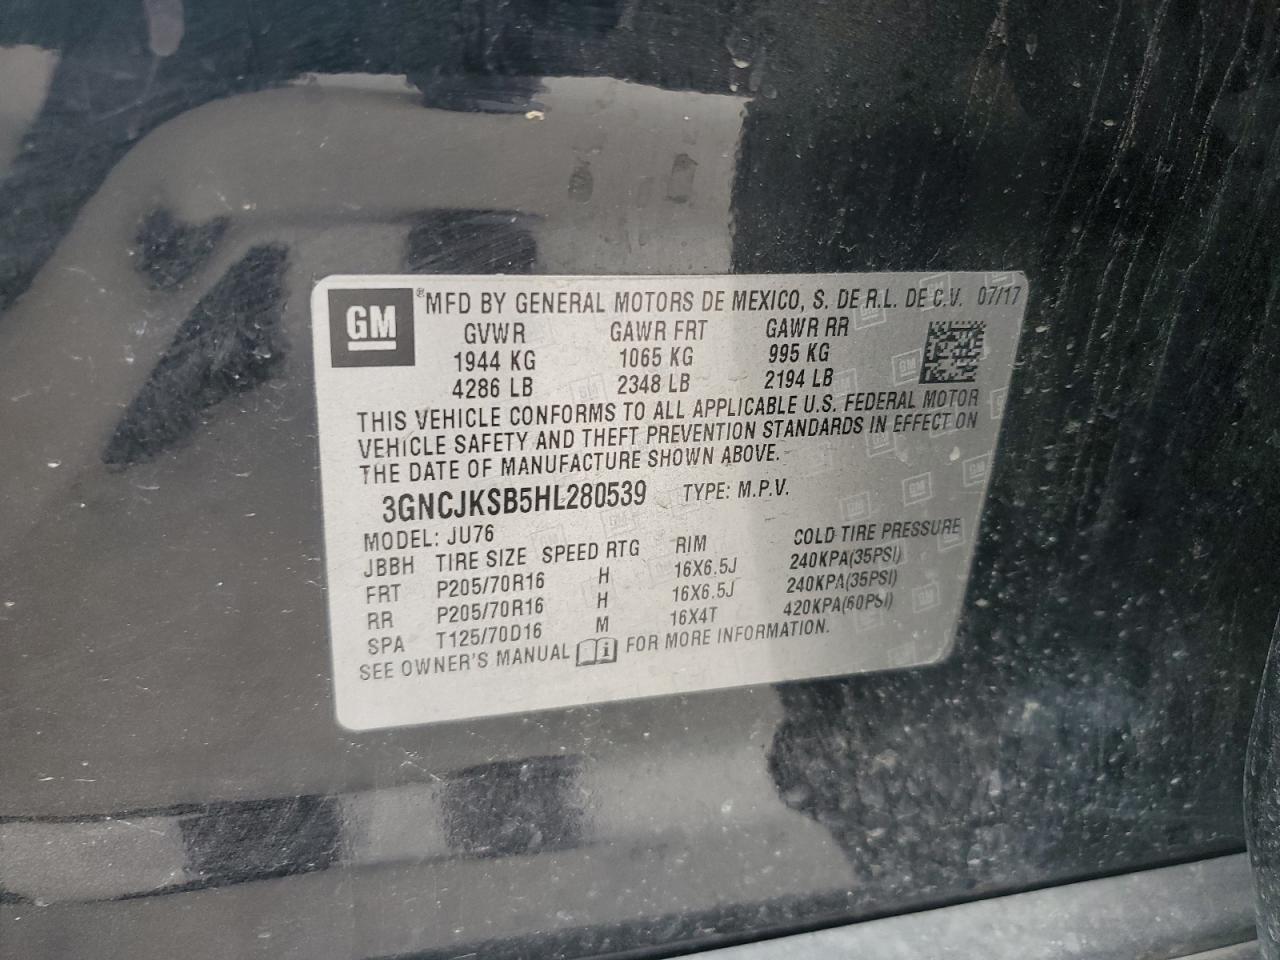 GM ® MFD BY GENERAL MOTORS DE MEXICO, S. DE R.L. DE C.V. 07/17
GVWR GAWR FRT GAWR RR
1944 KG 1065 KG 995 KG
4286 LB 2348 LB 2194 LB
THIS VEHICLE CONFORMS TO ALL APPLICABLE U.S. FEDERAL MOTOR
VEHICLE SAFETY AND THEFT PREVENTION STANDARDS IN EFFECT ON
THE DATE OF MANUFACTURE SHOWN ABOVE.
3GNCJKSB5HL280539 TYPE: M.P.V.
MODEL: JU76
JBBH TIRE SIZE SPEED RTG RIM COLD TIRE PRESSURE
FRT P205/70R16 H 16X6.5J 240KPA(35PSI)
RR P205/70R16 H 16X6.5J 240KPA(35PSI)
SPA T125/70D16 M 16X4T 420KPA(60PSI)
SEE OWNER'S MANUAL FOR MORE INFORMATION.